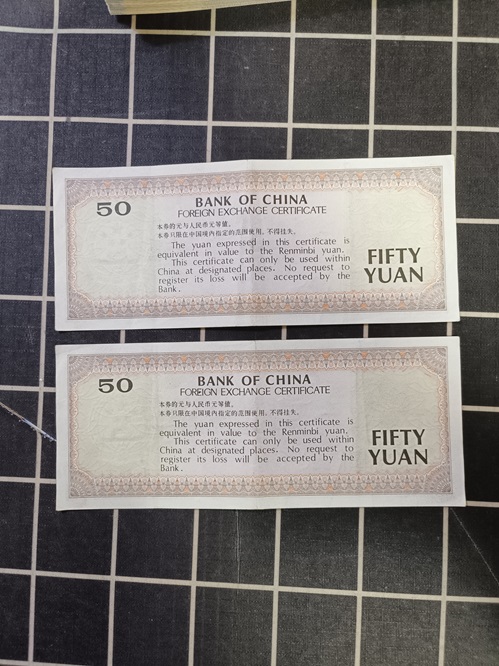 50
BANK OF CHINA
FOREIGN EXCHANGE CERTIFICATE
本券的元与人民币元等值。
本券只限在中国境内指定的范围使用,不得挂失。
The yuan expressed in this certificate is
equivalent in value to the Renminbi yuan.
This certificate can only be used within
China at designated places. No request to
register its loss will be accepted by the
Bank.
FIFTY
YUAN
50
BANK OF CHINA
FOREIGN EXCHANGE CERTIFICATE
本券的元与人民币元等值。
本券只限在中国境内指定的范围使用,不得挂失。
The yuan expressed in this certificate is
equivalent in value to the Renminbi yuan.
This certificate can only be used within
China at designated places. No request to
register its loss will be accepted by the
Bank.
FIFTY
YUAN